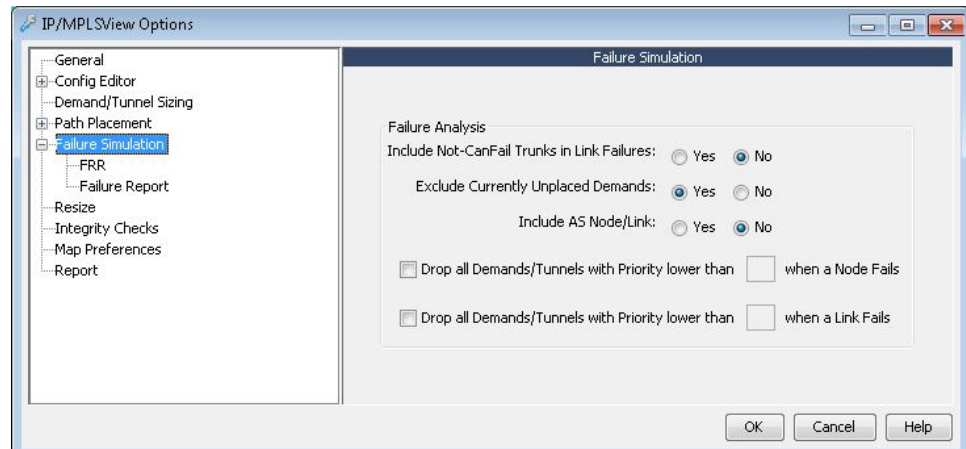 IP/MPLSView Options
General
Config Editor
Demand/Tunnel Sizing
Path Placement
Failure Simulation
FRR
Failure Report
Resize
Integrity Checks
Map Preferences
Report
Failure Simulation
Failure Analysis
Include Not-CanFail Trunks in Link Failures: Yes No
Exclude Currently Unplaced Demands: Yes No
Include AS Node/Link: Yes No
Drop all Demands/Tunnels with Priority lower than when a Node Fails
Drop all Demands/Tunnels with Priority lower than when a Link Fails
OK Cancel Help